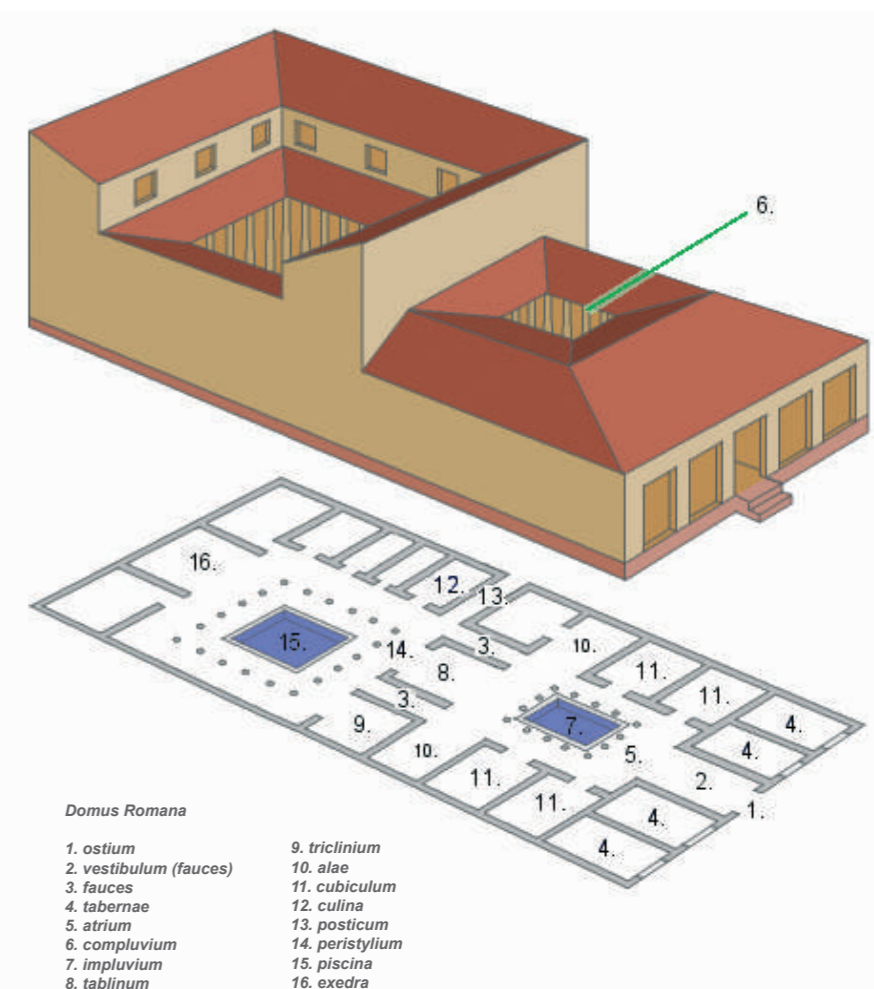 6.
16.
12.
13.
15.
14.
3.
10.
8.
11.
3.
11.
9.
7.
4.
10.
5.
4.
11.
2.
11.
4.
1.
4.
Domus Romana
1. ostium
2. vestibulum (fauces)
3. fauces
4. tabernae
5. atrium
6. compluvium
7. impluvium
8. tablinum
9. triclinium
10. alae
11. cubiculum
12. culina
13. posticum
14. peristylium
15. piscina
16. exedra